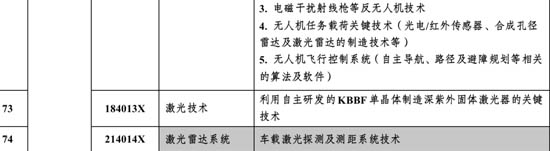 3. 电磁干扰射线枪等反无人机技术
4. 无人机任务载荷关键技术（光电/红外传感器、合成孔径
雷达及激光雷达的制造技术等）
5. 无人机飞行控制系统（自主导航、路径及避障规划等相关
的算法及软件）
73 184013X 激光技术 利用自主研发的 KBBF 单晶体制造深紫外固体激光器的关键
技术
74 214014X 激光雷达系统 车载激光探测及测距系统技术